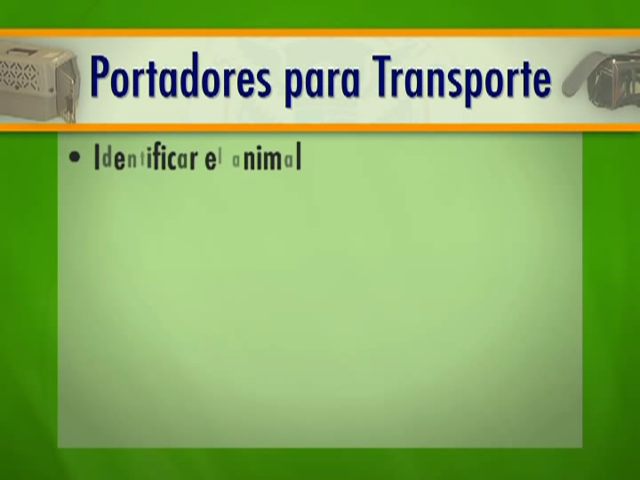 Portadores para Transporte
• Identificar el animal